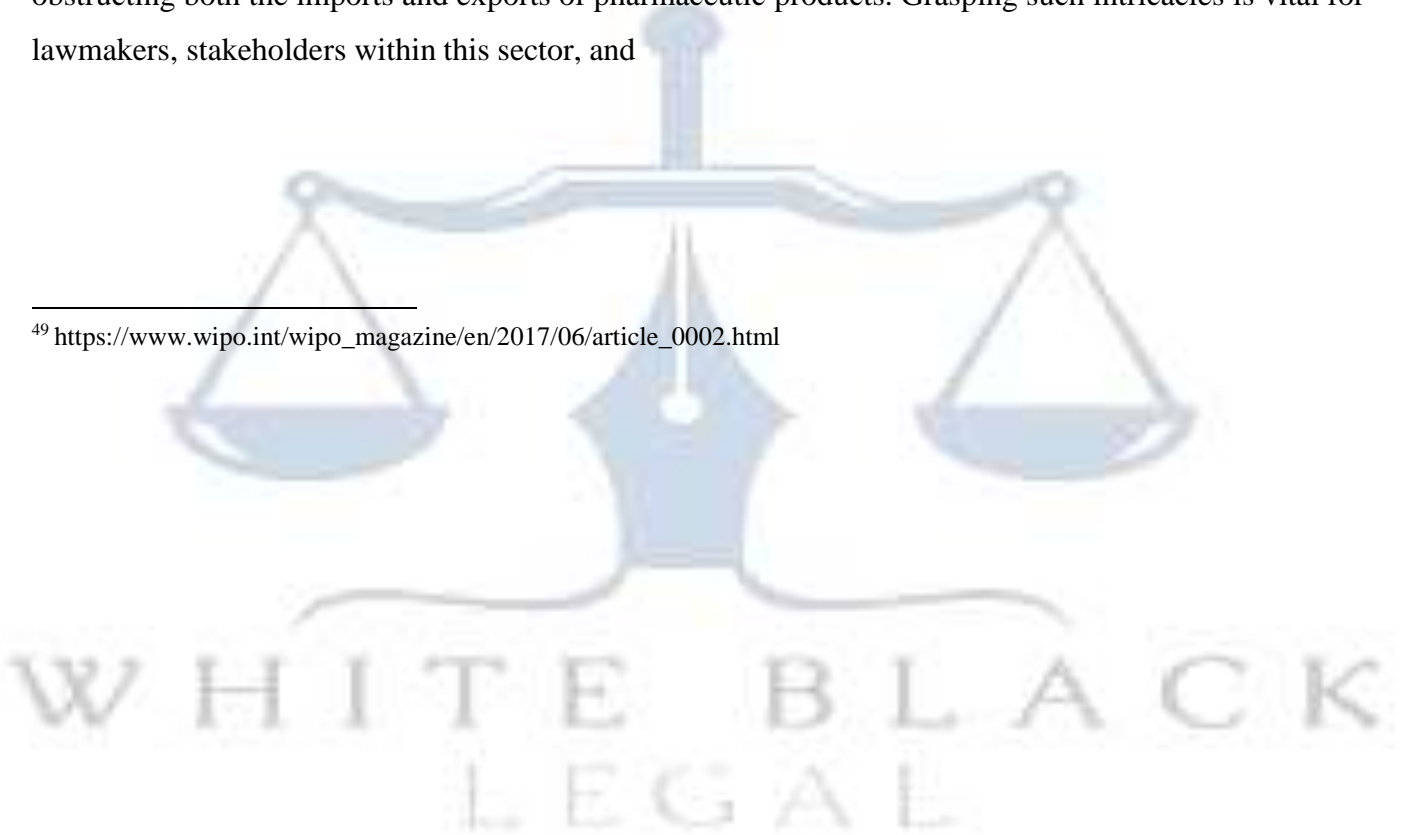 obstructing both the imports and exports of pharmaceutic products. Grasping such intricacies is vital for
lawmakers, stakeholders within this sector, and
49 https://www.wipo.int/wipo_magazine/en/2017/06/article_0002.html
WHITE BLACK
LEGAL